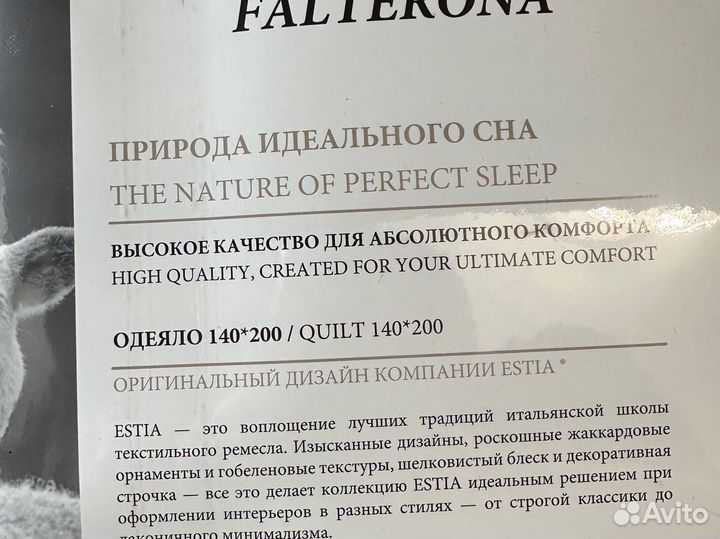 FALTERONA
ПРИРОДА ИДЕАЛЬНОГО СНА
THE NATURE OF PERFECT SLEEP
ВЫСОКОЕ КАЧЕСТВО ДЛЯ АБСОЛЮТНОГО КОМФОРТА
HIGH QUALITY, CREATED FOR YOUR ULTIMATE COMFORT
ОДЕЯЛО 140*200 / QUILT 140*200
ОРИГИНАЛЬНЫЙ ДИЗАЙН КОМПАНИИ ESTIA ®
ESTIA — это воплощение лучших традиций итальянской школы
текстильного ремесла. Изысканные дизайны, роскошные жаккардовые
орнаменты и гобеленовые текстуры, шелковистый блеск и декоративная
строчка — все это делает коллекцию ESTIA идеальным решением при
оформлении интерьеров в разных стилях — от строгой классики до
лаконичного минимализма.
Avito